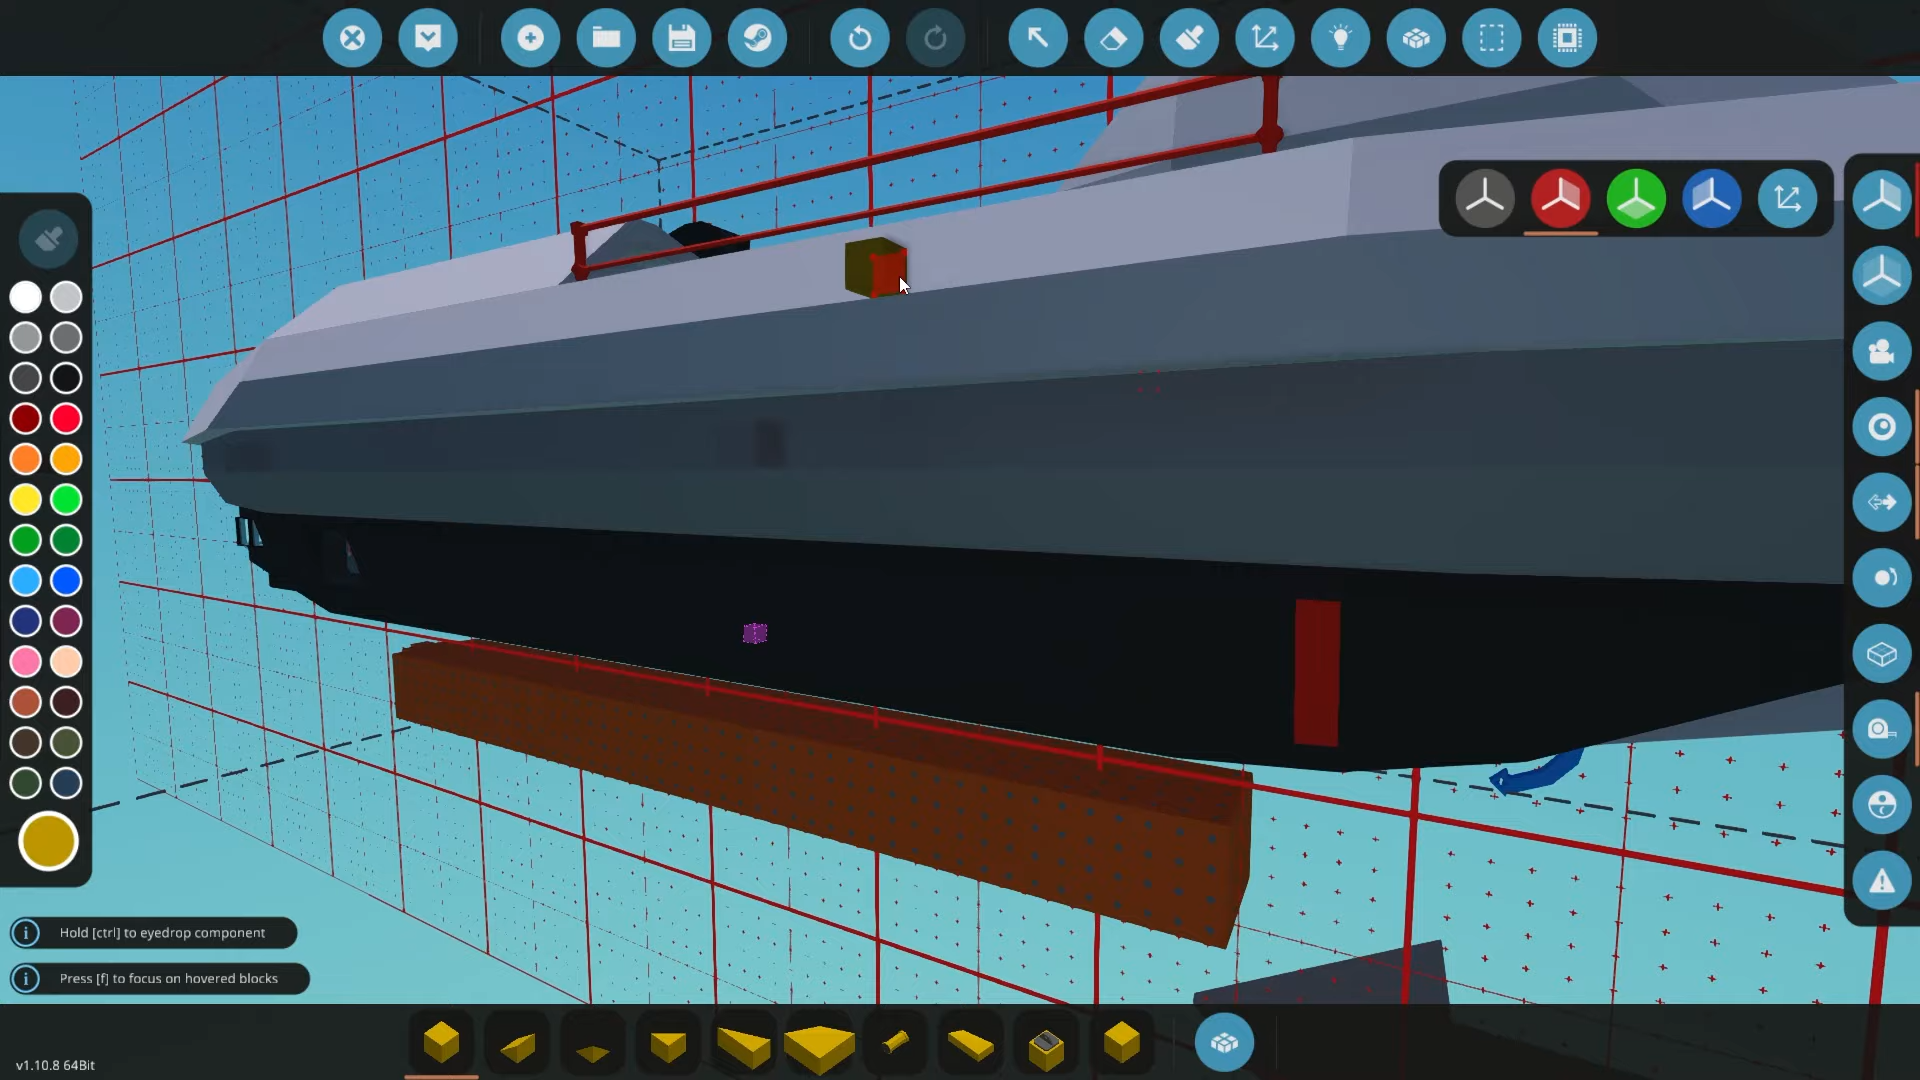 Hold [ctrl] to eyedrop component
Press [f] to focus on hovered blocks
v1.10.8 64Bit